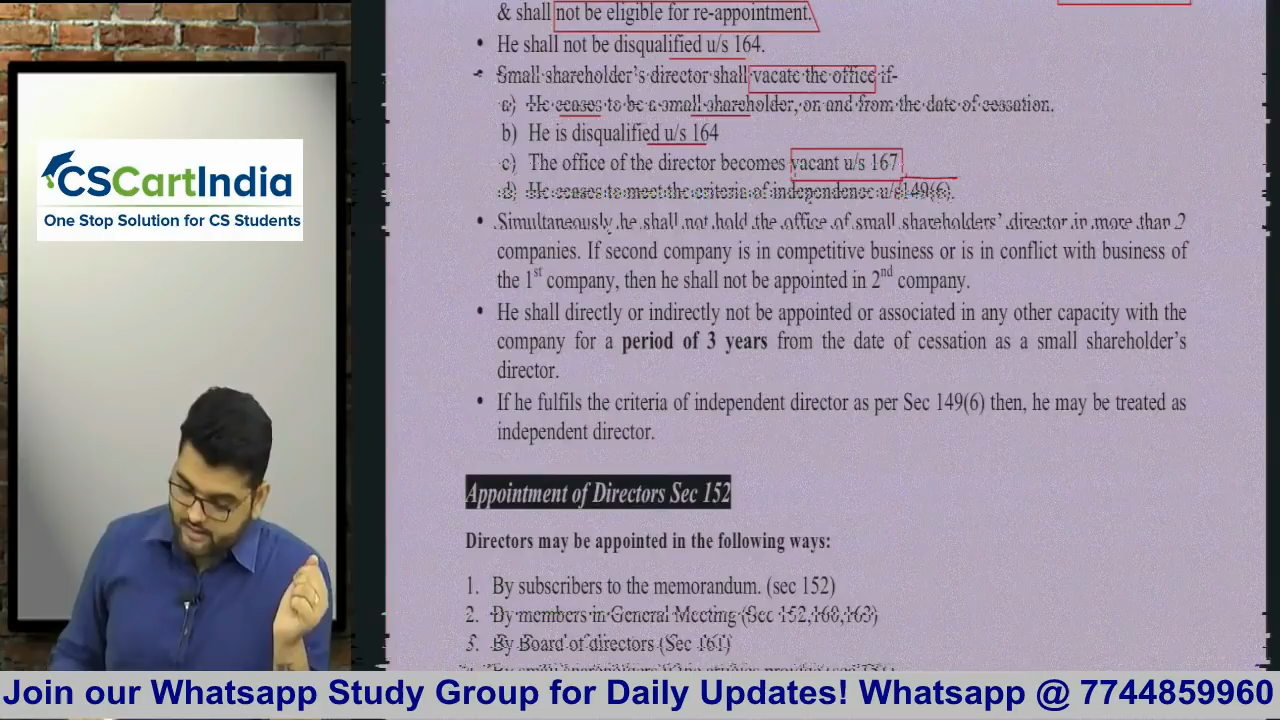 & shall not be eligible for re-appointment.
• He shall not be disqualified u/s 164.
Small shareholder's director shall vacate the office if-
a) He ceases to be a small shareholder, on and from the date of cessation.
b) He is disqualified u/s 164
c) The office of the director becomes vacant u/s 167
d) He ceases to meet the criteria of independence u/s 149(6).
• Simultaneously he shall not hold the office of small shareholders' director in more than 2
companies. If second company is in competitive business or is in conflict with business of
the 1st company, then he shall not be appointed in 2nd company.
• He shall directly or indirectly not be appointed or associated in any other capacity with the
company for a period of 3 years from the date of cessation as a small shareholder's
director.
• If he fulfils the criteria of independent director as per Sec 149(6) then, he may be treated as
independent director.
Appointment of Directors Sec 152
Directors may be appointed in the following ways:
1. By subscribers to the memorandum. (sec 152)
2. By members in General Meeting (Sec 152,160,163)
3. By Board of directors (Sec 161)
CSCartIndia
One Stop Solution for CS Students
Join our Whatsapp Study Group for Daily Updates! Whatsapp @ 7744859960